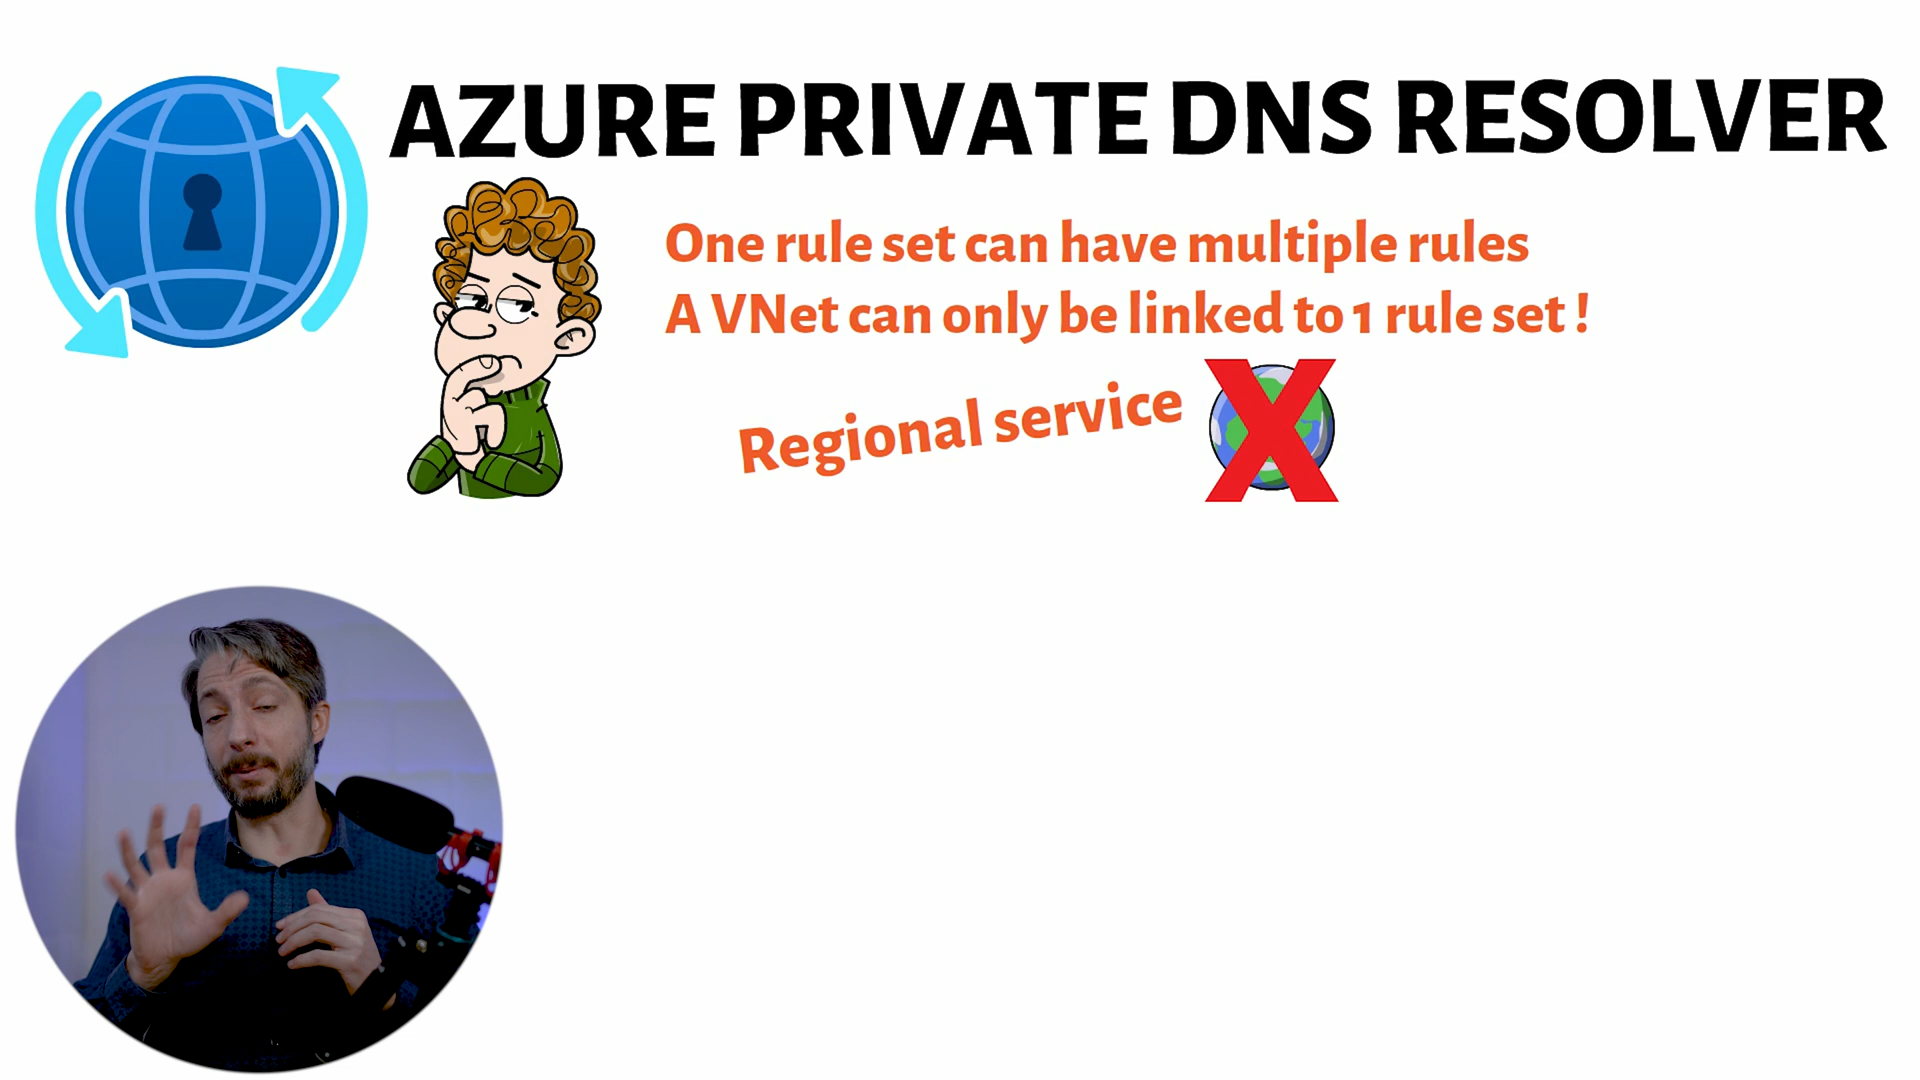 AZURE PRIVATE DNS RESOLVER
One rule set can have multiple rules
A VNet can only be linked to 1 rule set !
Regional service